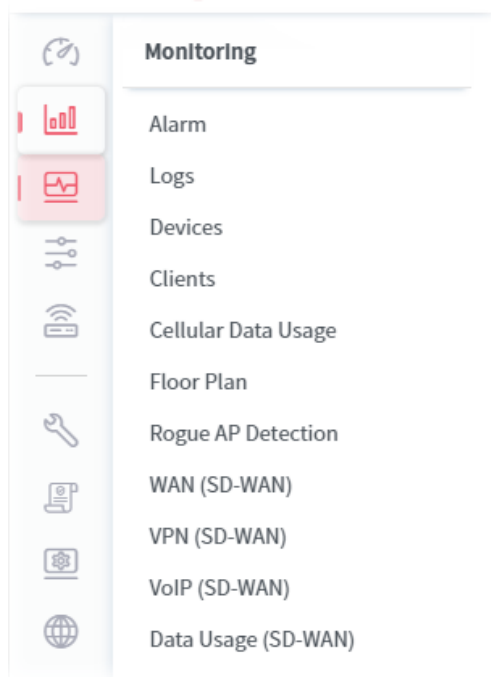 Monitoring
Alarm
Logs
Devices
Clients
Cellular Data Usage
Floor Plan
Rogue AP Detection
WAN (SD-WAN)
VPN (SD-WAN)
VoIP (SD-WAN)
Data Usage (SD-WAN)